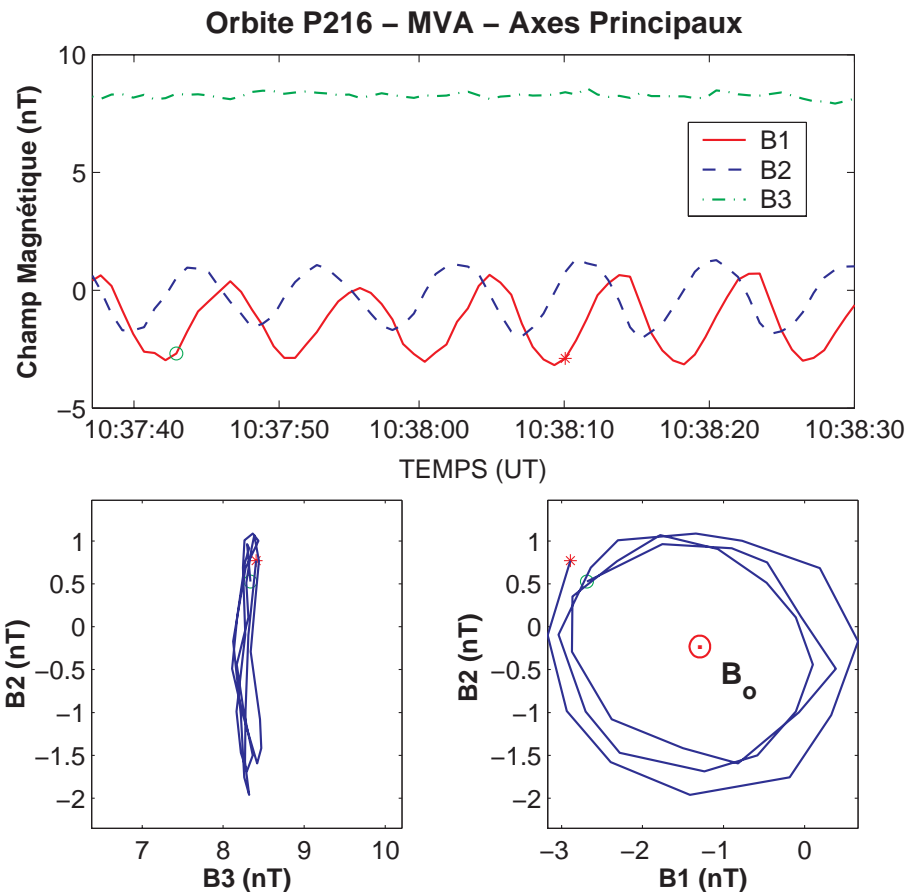 Orbite P216 – MVA – Axes Principaux
Champ Magnétique (nT)
10
5
0
−5
B1
B2
B3
10:37:40 10:37:50 10:38:00 10:38:10 10:38:20 10:38:30
TEMPS (UT)
B2 (nT)
1
0.5
0
−0.5
−1
−1.5
−2
7 8 9 10
B3 (nT)
B2 (nT)
1
0.5
0
−0.5
−1
−1.5
−2
Bo
−3 −2 −1 0
B1 (nT)